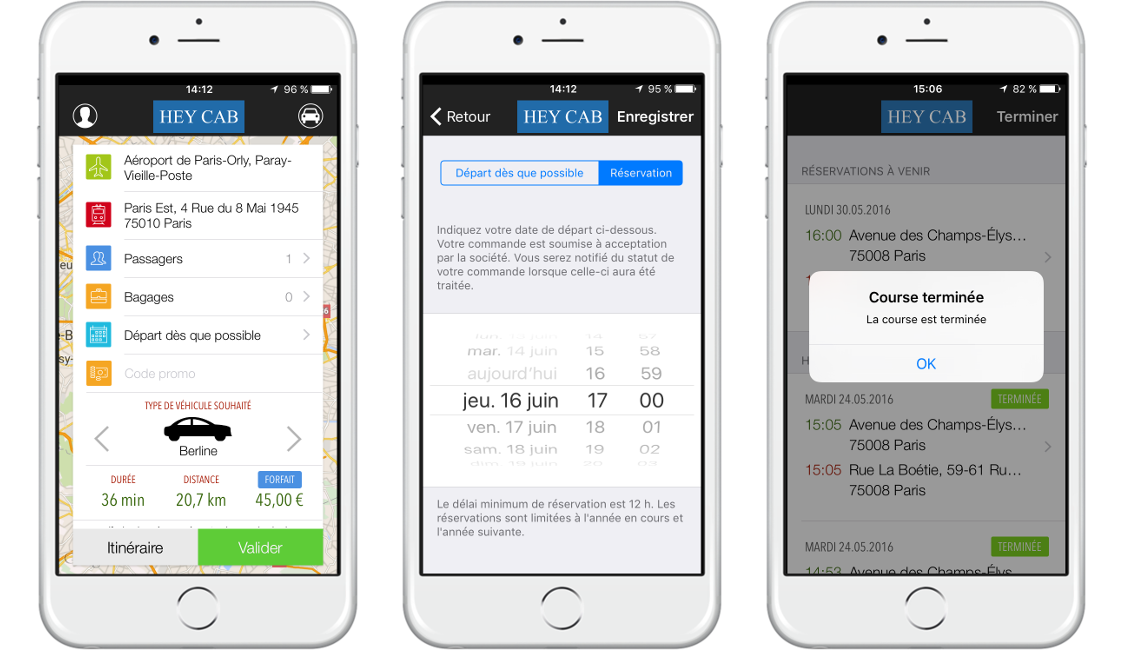 14:12
96 %
HEY CAB
Aéroport de Paris-Orly, Paray-
Vieille-Poste
Paris Est, 4 Rue du 8 Mai 1945
75010 Paris
Passagers 1
Bagages 0
Départ dès que possible
Code promo
TYPE DE VÉHICULE SOUHAITÉ
Berline
DURÉE DISTANCE FORFAIT
36 min 20,7 km 45,00 €
Itinéraire Valider
14:12
95 %
Retour HEY CAB Enregistrer
Départ dès que possible Réservation
Indiquez votre date de départ ci-dessous.
Votre commande est soumise à acceptation
par la société. Vous serez notifié du statut de
votre commande lorsque celle-ci aura été
traitée.
lun. 13 juin 14 57
mar. 14 juin 15 58
aujourd'hui 16 59
jeu. 16 juin 17 00
ven. 17 juin 18 01
sam. 18 juin 19 02
dim. 19 juin 20 03
Le délai minimum de réservation est 12 h. Les
réservations sont limitées à l'année en cours et
l'année suivante.
15:06
82 %
HEY CAB Terminer
RÉSERVATIONS À VENIR
LUNDI 30.05.2016
16:00 Avenue des Champs-Élys...
75008 Paris
Course terminée
La course est terminée
OK
H
MARDI 24.05.2016 TERMINÉE
15:05 Avenue des Champs-Élys...
75008 Paris
15:05 Rue La Boétie, 59-61 Ru...
75008 Paris
MARDI 24.05.2016 TERMINÉE
14:53 Avenue des Champs-Élys